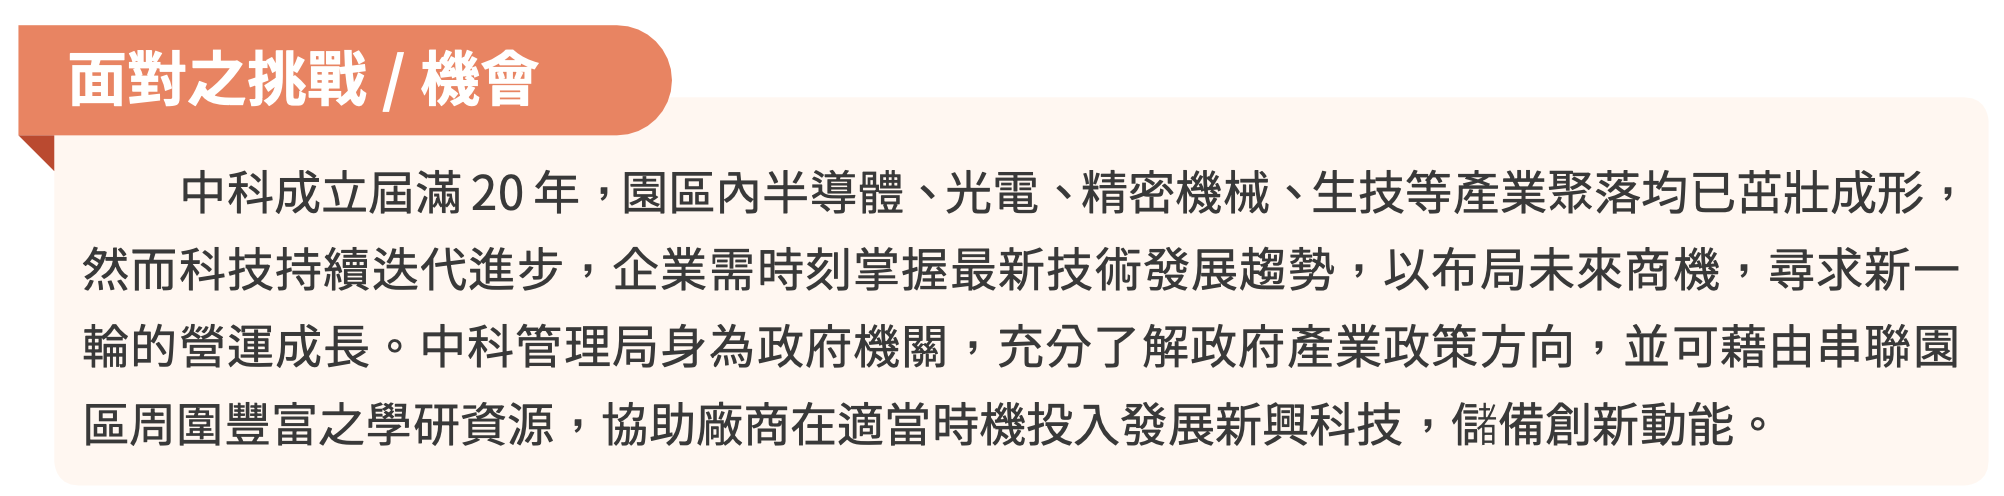 面對之挑戰 / 機會
中科成立屆滿 20 年，園區內半導體、光電、精密機械、生技等產業聚落均已茁壯成形，
然而科技持續迭代進步，企業需時刻掌握最新技術發展趨勢，以布局未來商機，尋求新一
輪的營運成長。中科管理局身為政府機關，充分了解政府產業政策方向，並可藉由串聯園
區周圍豐富之學研資源，協助廠商在適當時機投入發展新興科技，儲備創新動能。